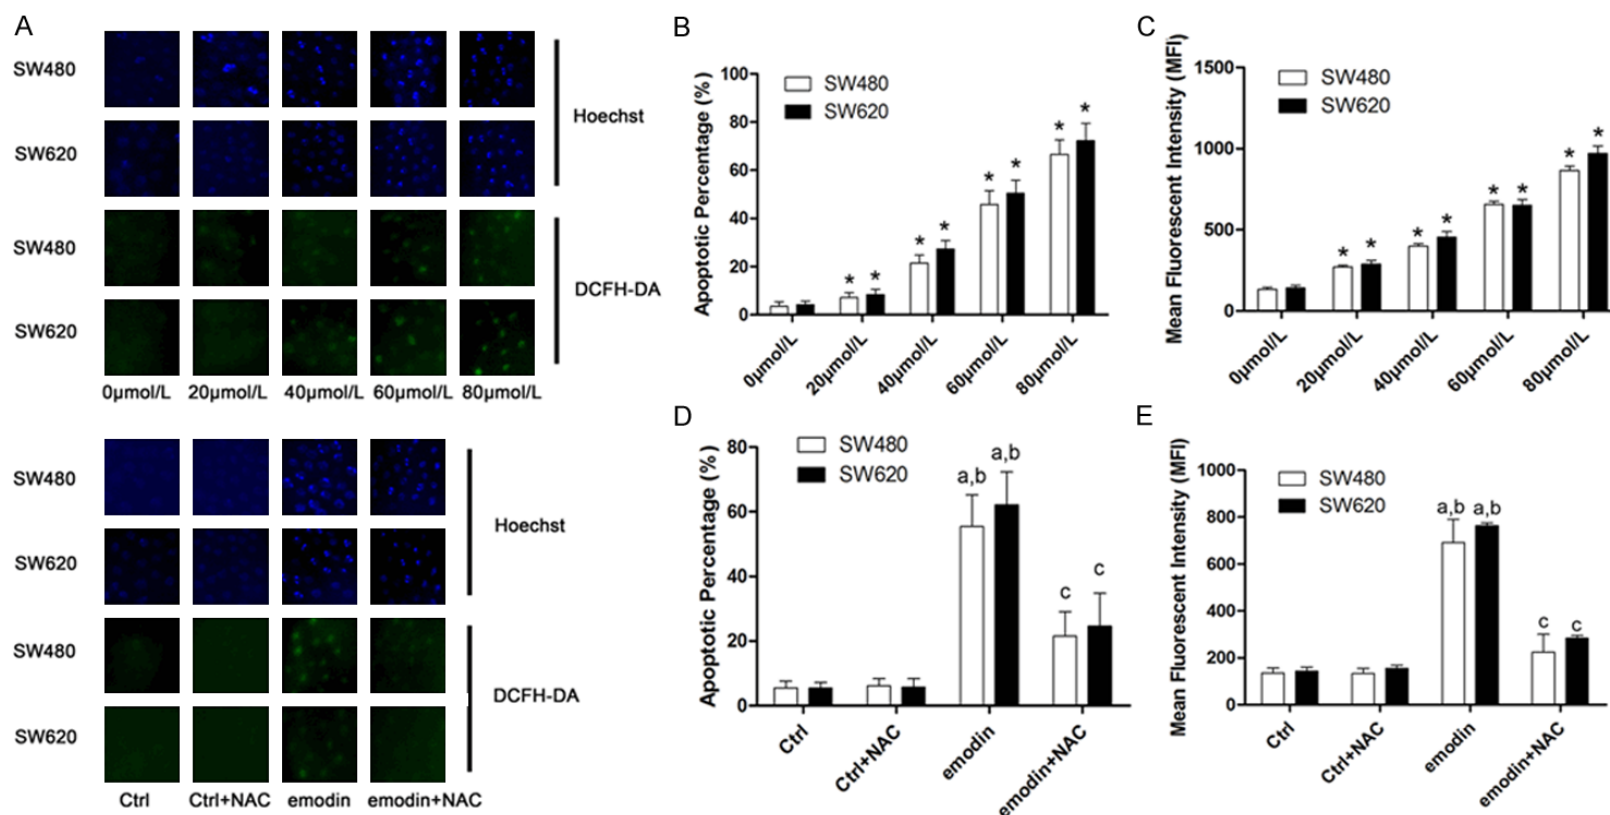 A
SW480
SW620
Hoechst
SW480
SW620
DCFH-DA
0μmol/L 20μmol/L 40μmol/L 60μmol/L 80μmol/L
SW480
SW620
Hoechst
SW480
SW620
DCFH-DA
Ctrl Ctrl+NAC emodin emodin+NAC
B
Apoptotic Percentage (%)
100
80
60
40
20
0
SW480
SW620
* *
* *
* *
* *
0μmol/L 20μmol/L 40μmol/L 60μmol/L 80μmol/L
C
Mean Fluorescent Intensity (MFI)
1500
1000
500
0
SW480
SW620
* *
* *
* *
* *
0μmol/L 20μmol/L 40μmol/L 60μmol/L 80μmol/L
D
Apoptotic Percentage (%)
80
60
40
20
0
SW480
SW620
a,b a,b
c c
Ctrl Ctrl+NAC emodin emodin+NAC
E
Mean Fluorescent Intensity (MFI)
1000
800
600
400
200
0
SW480
SW620
a,b a,b
c c
Ctrl Ctrl+NAC emodin emodin+NAC